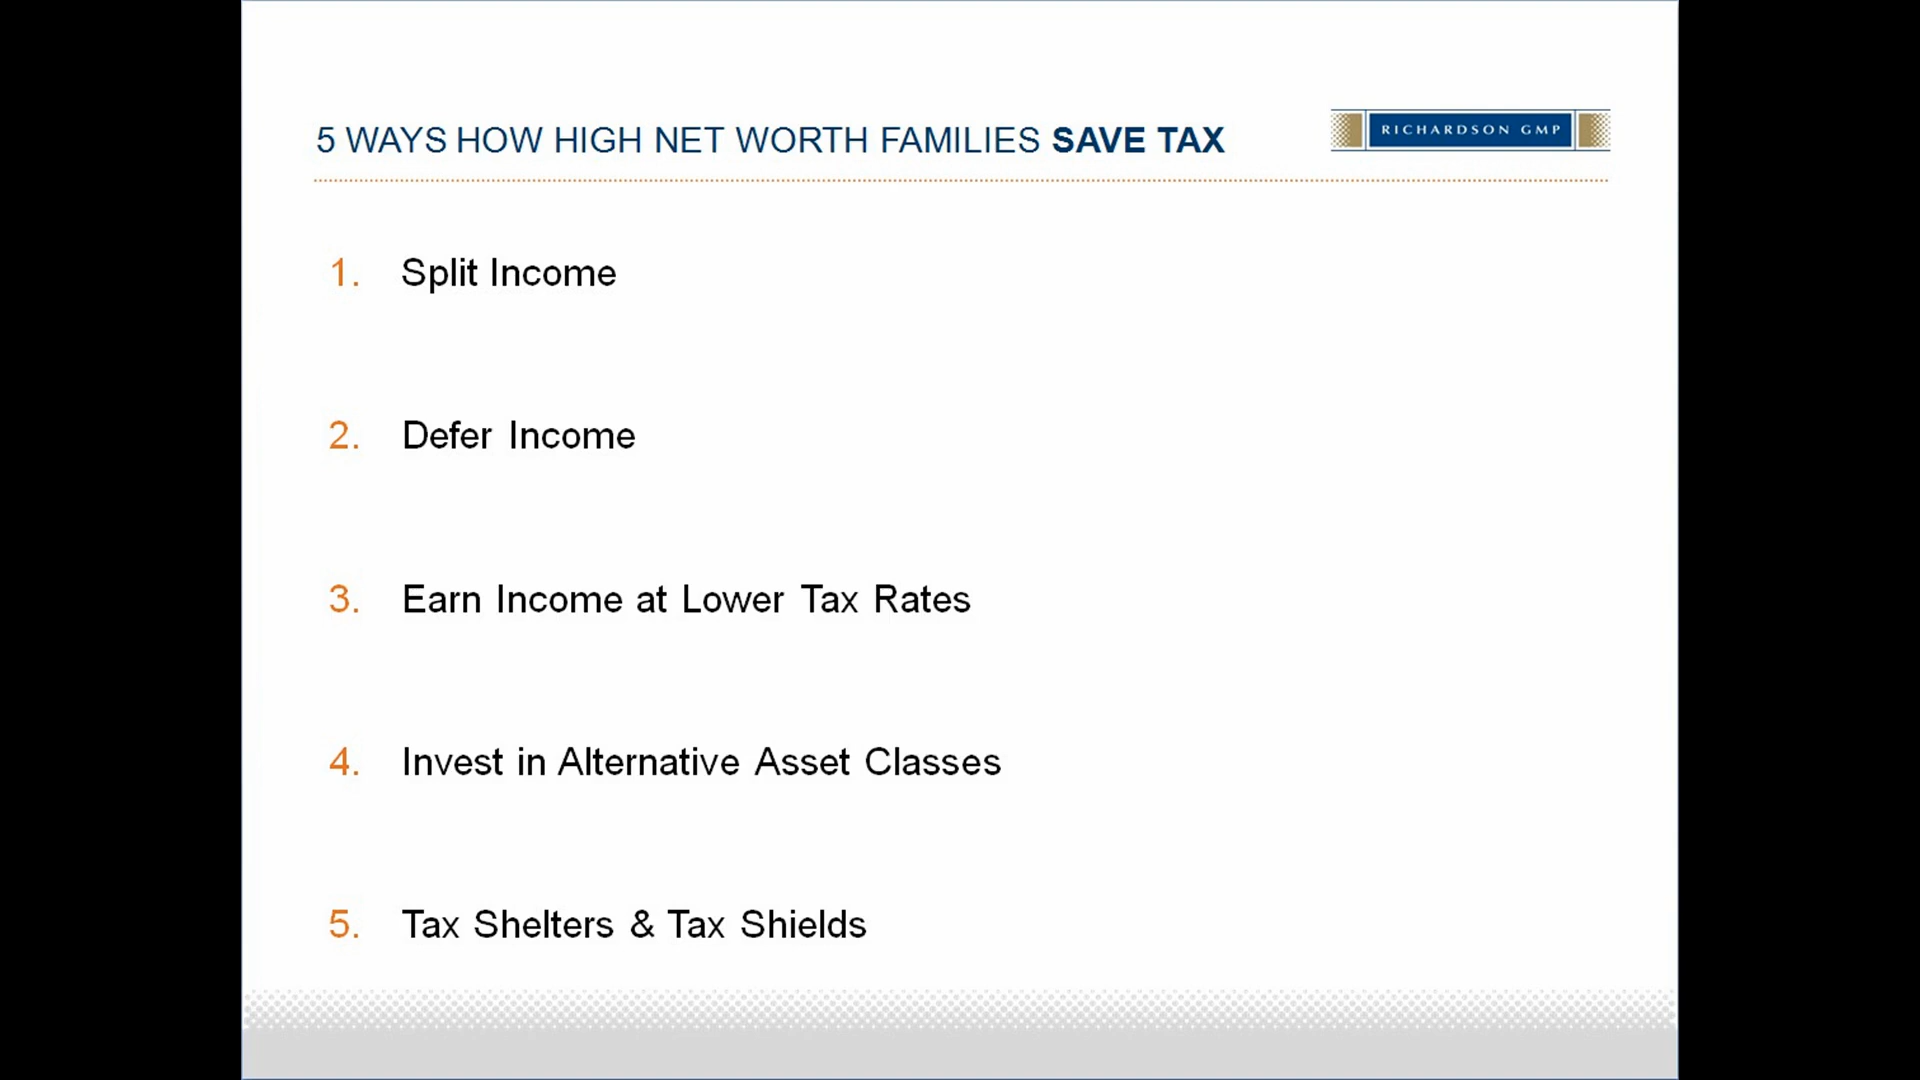 5 WAYS HOW HIGH NET WORTH FAMILIES SAVE TAX
RICHARDSON GMP
1. Split Income
2. Defer Income
3. Earn Income at Lower Tax Rates
4. Invest in Alternative Asset Classes
5. Tax Shelters & Tax Shields